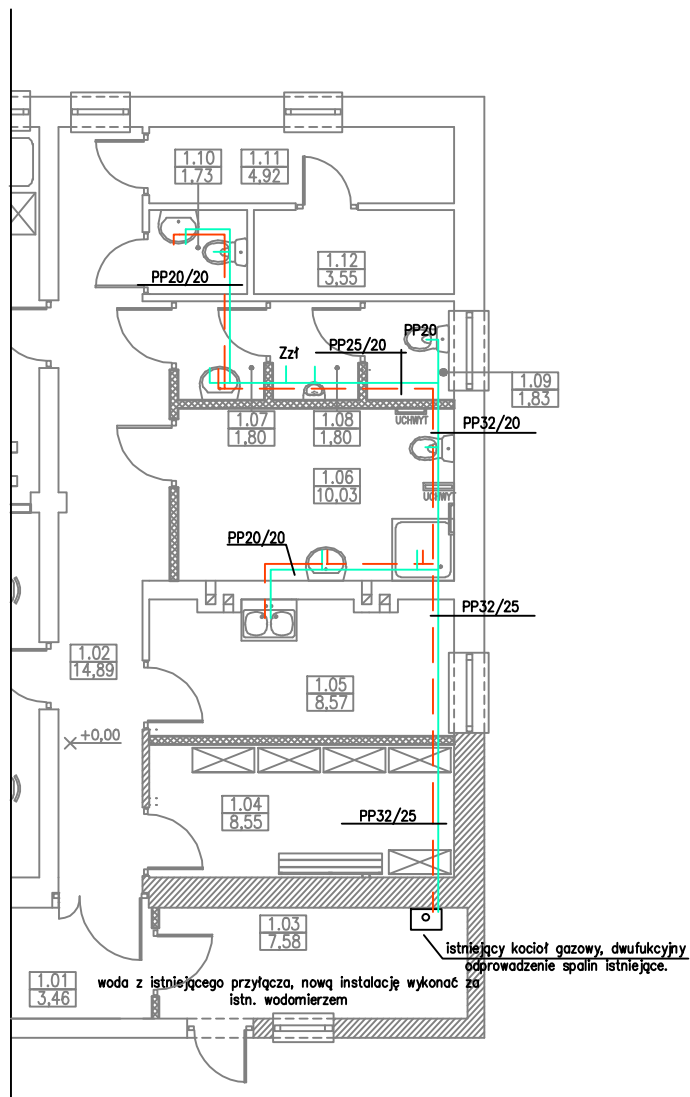 1.10
1.73
1.11
4.92
1.12
3.55
PP20/20
PP20
PP25/20
Zzł
1.09
1.83
1.07
1.80
1.08
1.80
UCHWYT
PP32/20
1.06
10.03
UCHWYT
PP20/20
PP32/25
1.02
14,89
1.05
8.57
+0,00
1.04
8.55
PP32/25
1.03
7.58
istniejący kocioł gazowy, dwufukcyjny
odprowadzenie spalin istniejące.
1.01
3.46
woda z istniejącego przyłącza, nową instalację wykonać za
istn. wodomierzem